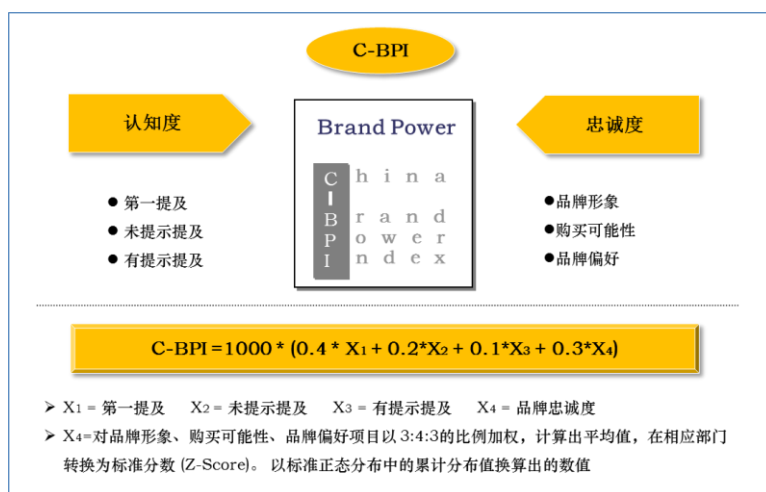 C-BPI
认知度
● 第一提及
● 未提示提及
● 有提示提及
Brand Power
China
Brand
Power
Index
忠诚度
●品牌形象
●购买可能性
●品牌偏好
C-BPI=1000 * (0.4 * X1 + 0.2*X2 + 0.1*X3 + 0.3*X4)
➢ X1 = 第一提及 X2 = 未提示提及 X3 = 有提示提及 X4 = 品牌忠诚度
➢ X4=对品牌形象、购买可能性、品牌偏好项目以 3:4:3的比例加权，计算出平均值，在相应部门
转换为标准分数 (Z-Score)。 以标准正态分布中的累计分布值换算出的数值